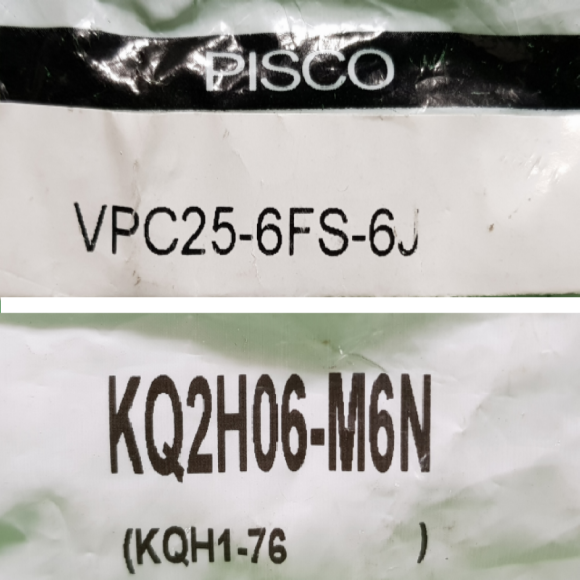 PISCO
VPC25-6FS-6J
KQ2H06-M6N
(KQH1-76 )